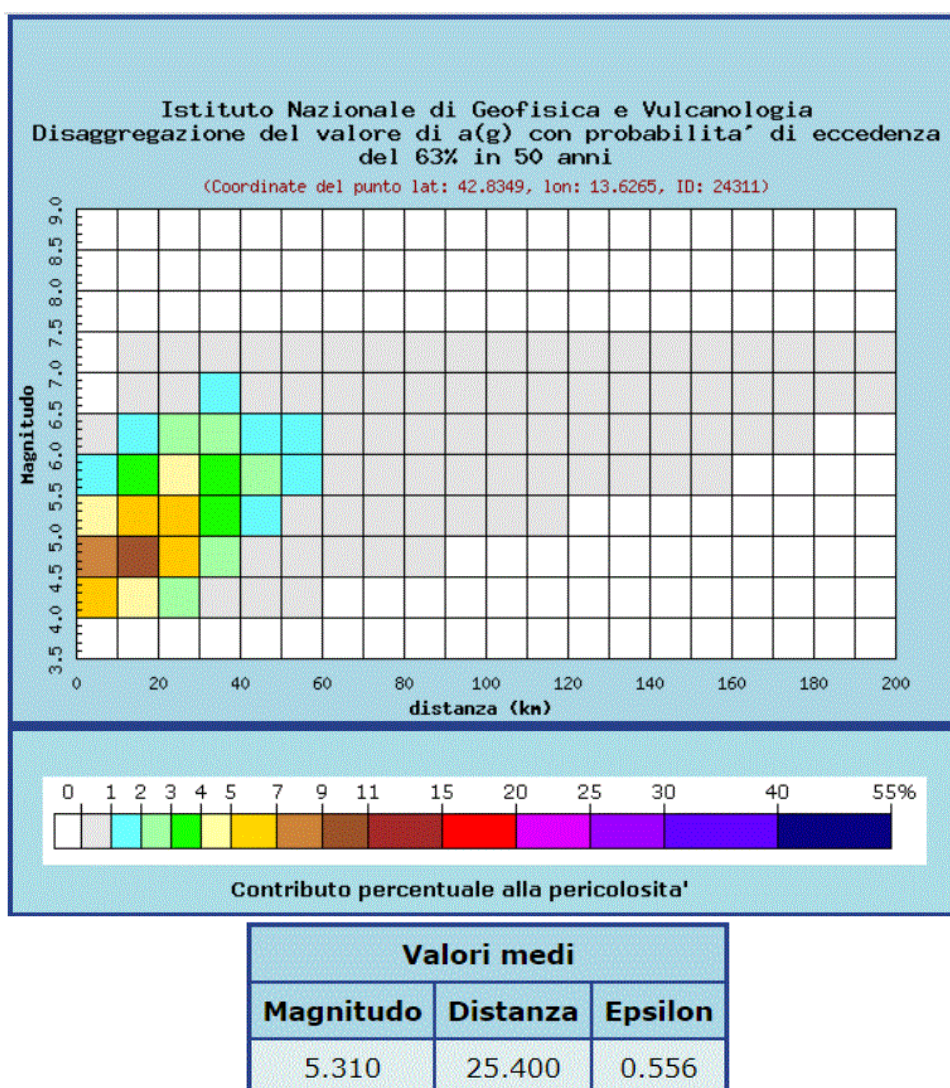 Istituto Nazionale di Geofisica e Vulcanologia
Disaggregazione del valore di a(g) con probabilita´ di eccedenza
del 63% in 50 anni
(Coordinate del punto lat: 42.8349, lon: 13.6265, ID: 24311)
9.0
8.5
8.0
7.5
7.0
6.5
6.0
5.5
5.0
4.5
4.0
3.5
Magnitudo
0 20 40 60 80 100 120 140 160 180 200
distanza (km)
0 1 2 3 4 5 7 9 11 15 20 25 30 40 55%
Contributo percentuale alla pericolosita'
Valori medi
Magnitudo Distanza Epsilon
5.310 25.400 0.556